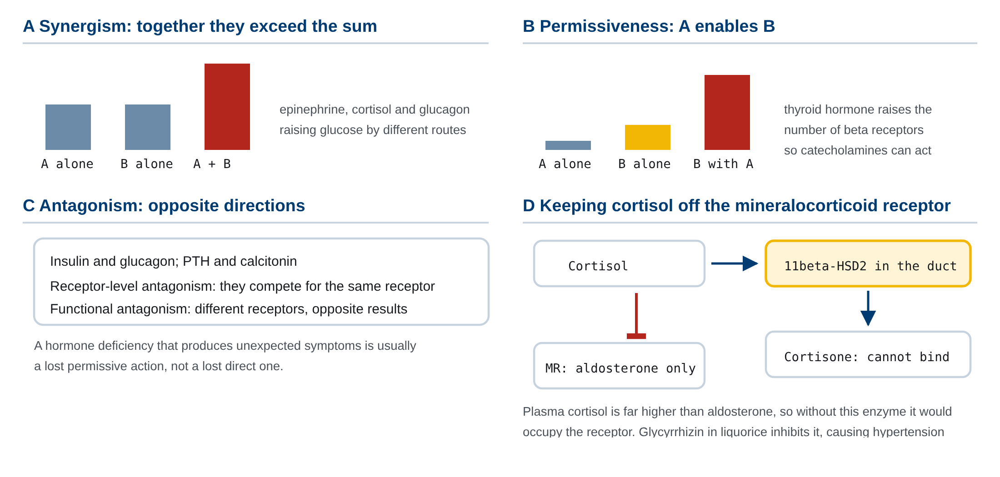 A Synergism: together they exceed the sum
A alone
B alone
A + B
epinephrine, cortisol and glucagon
raising glucose by different routes
B Permissiveness: A enables B
A alone
B alone
B with A
thyroid hormone raises the
number of beta receptors
so catecholamines can act
C Antagonism: opposite directions
Insulin and glucagon; PTH and calcitonin
Receptor-level antagonism: they compete for the same receptor
Functional antagonism: different receptors, opposite results
A hormone deficiency that produces unexpected symptoms is usually
a lost permissive action, not a lost direct one.
D Keeping cortisol off the mineralocorticoid receptor
Cortisol
11beta-HSD2 in the duct
MR: aldosterone only
Cortisone: cannot bind
Plasma cortisol is far higher than aldosterone, so without this enzyme it would
occupy the receptor. Glycyrrhizin in liquorice inhibits it, causing hypertension